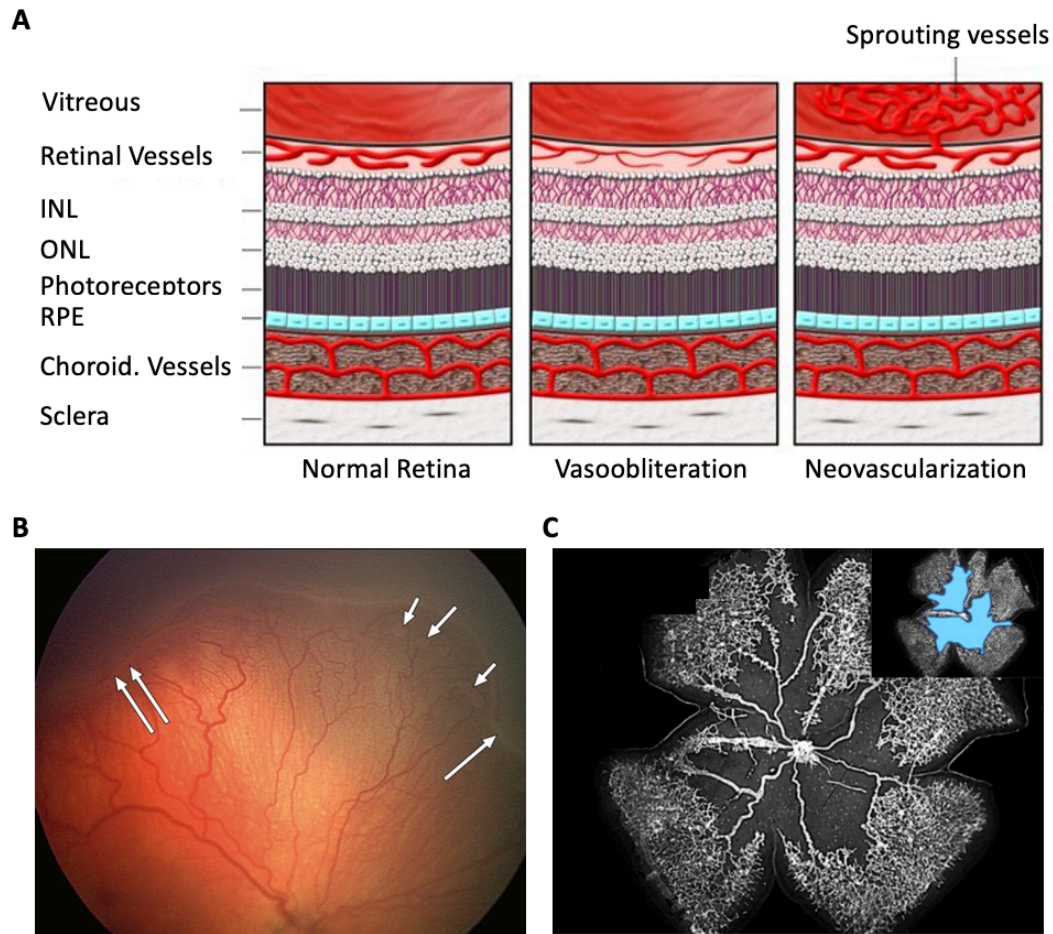 A
Sprouting vessels
Vitreous
Retinal Vessels
INL
ONL
Photoreceptors
RPE
Choroid. Vessels
Sclera
Normal Retina
Vasoobliteration
Neovascularization
B
C